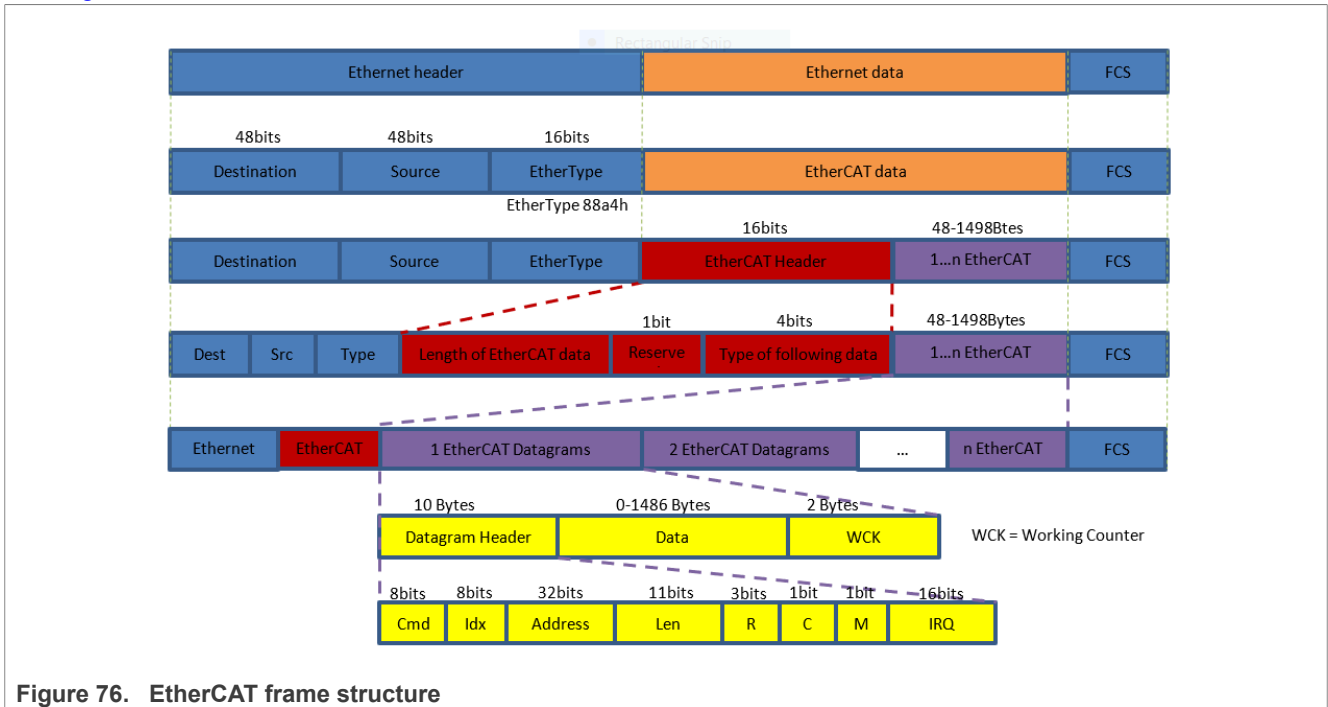 Rectangular Snip
Ethernet header Ethernet data FCS
48bits 48bits 16bits
Destination Source EtherType EtherCAT data FCS
EtherType 88a4h
16bits 48-1498Btes
Destination Source EtherType EtherCAT Header 1...n EtherCAT FCS
1bit 4bits 48-1498Bytes
Dest Src Type Length of EtherCAT data Reserve Type of following data 1...n EtherCAT FCS
Ethernet EtherCAT 1 EtherCAT Datagrams 2 EtherCAT Datagrams ... n EtherCAT FCS
10 Bytes 0-1486 Bytes 2 Bytes
Datagram Header Data WCK WCK = Working Counter
8bits 8bits 32bits 11bits 3bits 1bit 1bit 16bits
Cmd Idx Address Len R C M IRQ
Figure 76. EtherCAT frame structure